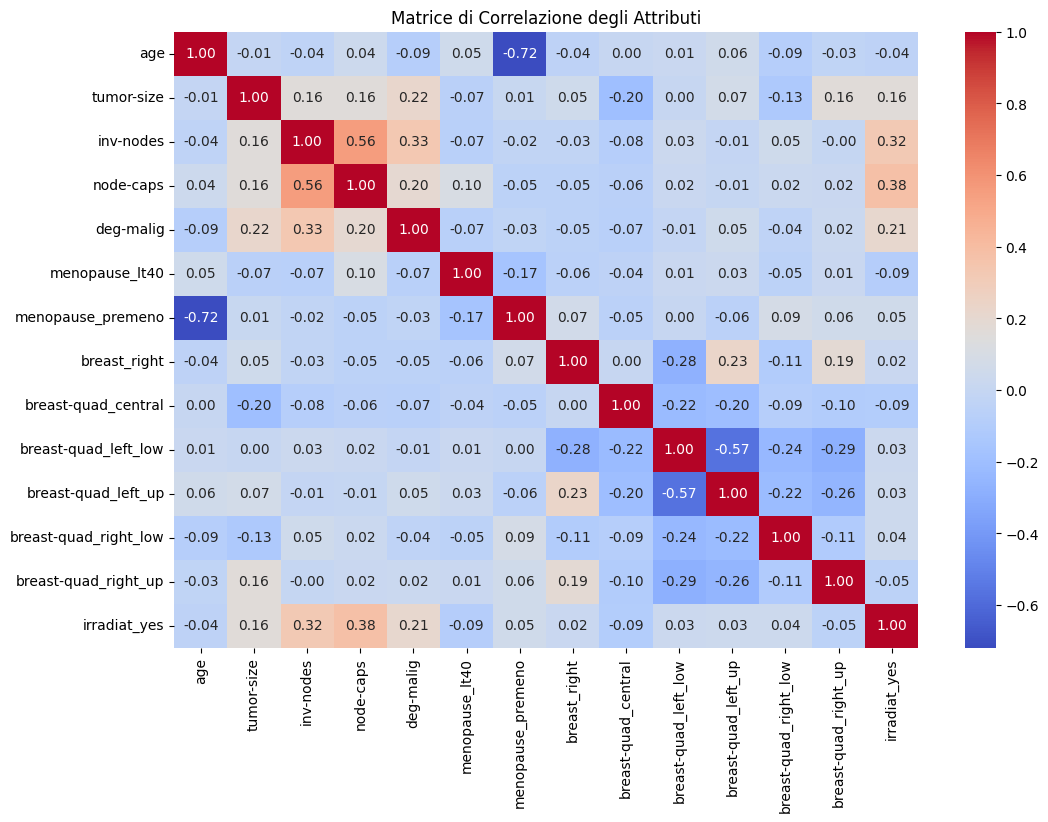 Matrice di Correlazione degli Attributi
age 1.00 -0.01 -0.04 0.04 -0.09 0.05 -0.72 -0.04 0.00 0.01 0.06 -0.09 -0.03 -0.04
tumor-size -0.01 1.00 0.16 0.16 0.22 -0.07 0.01 0.05 -0.20 0.00 0.07 -0.13 0.16 0.16
inv-nodes -0.04 0.16 1.00 0.56 0.33 -0.07 -0.02 -0.03 -0.08 0.03 -0.01 0.05 -0.00 0.32
node-caps 0.04 0.16 0.56 1.00 0.20 0.10 -0.05 -0.05 -0.06 0.02 -0.01 0.02 0.02 0.38
deg-malig -0.09 0.22 0.33 0.20 1.00 -0.07 -0.03 -0.05 -0.07 -0.01 0.05 -0.04 0.02 0.21
menopause_lt40 0.05 -0.07 -0.07 0.10 -0.07 1.00 -0.17 -0.06 -0.04 0.01 0.03 -0.05 0.01 -0.09
menopause_premeno -0.72 0.01 -0.02 -0.05 -0.03 -0.17 1.00 0.07 -0.05 0.00 -0.06 0.09 0.06 0.05
breast_right -0.04 0.05 -0.03 -0.05 -0.05 -0.06 0.07 1.00 0.00 -0.28 0.23 -0.11 0.19 0.02
breast-quad_central 0.00 -0.20 -0.08 -0.06 -0.07 -0.04 -0.05 0.00 1.00 -0.22 -0.20 -0.09 -0.10 -0.09
breast-quad_left_low 0.01 0.00 0.03 0.02 -0.01 0.01 0.00 -0.28 -0.22 1.00 -0.57 -0.24 -0.29 0.03
breast-quad_left_up 0.06 0.07 -0.01 -0.01 0.05 0.03 -0.06 0.23 -0.20 -0.57 1.00 -0.22 -0.26 0.03
breast-quad_right_low -0.09 -0.13 0.05 0.02 -0.04 -0.05 0.09 -0.11 -0.09 -0.24 -0.22 1.00 -0.11 0.04
breast-quad_right_up -0.03 0.16 -0.00 0.02 0.02 0.01 0.06 0.19 -0.10 -0.29 -0.26 -0.11 1.00 -0.05
irradiat_yes -0.04 0.16 0.32 0.38 0.21 -0.09 0.05 0.02 -0.09 0.03 0.03 0.04 -0.05 1.00
age
tumor-size
inv-nodes
node-caps
deg-malig
menopause_lt40
menopause_premeno
breast_right
breast-quad_central
breast-quad_left_low
breast-quad_left_up
breast-quad_right_low
breast-quad_right_up
irradiat_yes
1.0
0.8
0.6
0.4
0.2
0.0
−0.2
−0.4
−0.6